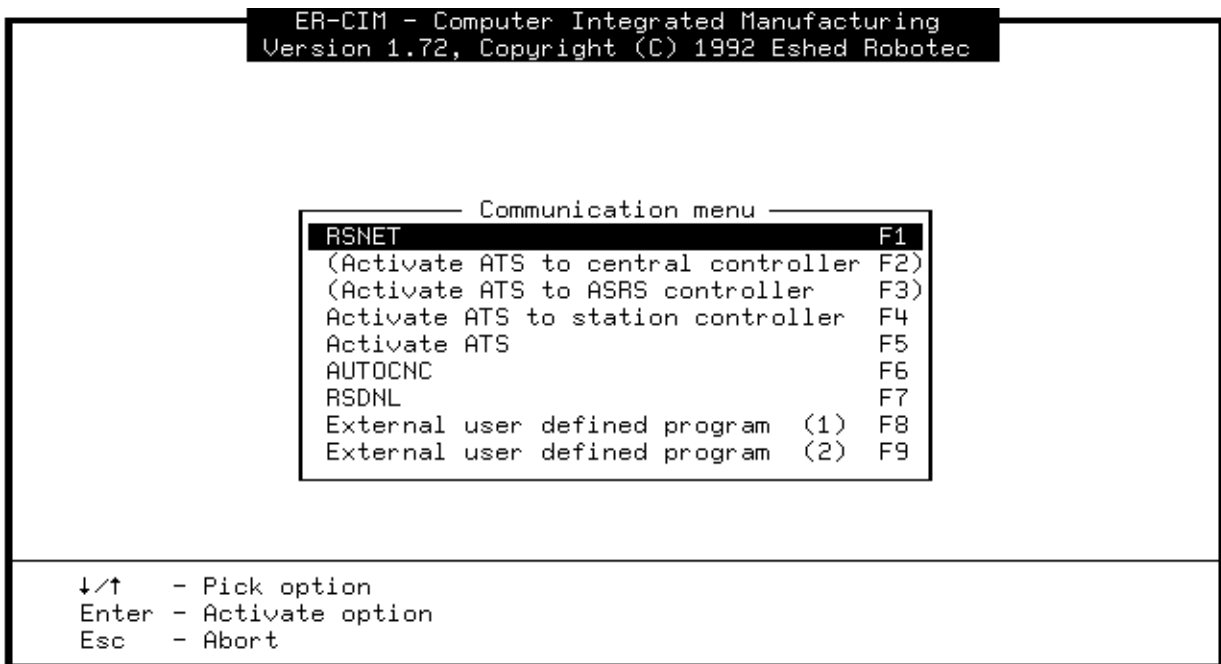 ER-CIM - Computer Integrated Manufacturing
Version 1.72, Copyright (C) 1992 Eshed Robotec
Communication menu
RSNET F1
(Activate ATS to central controller F2)
(Activate ATS to ASRS controller F3)
Activate ATS to station controller F4
Activate ATS F5
AUTOCNC F6
RSDNL F7
External user defined program (1) F8
External user defined program (2) F9
↓/↑ - Pick option
Enter - Activate option
Esc - Abort